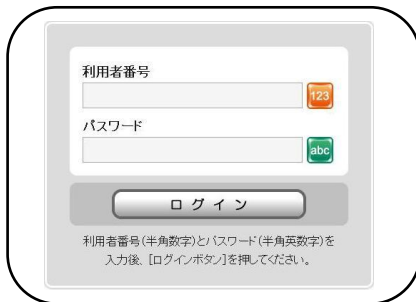 利用者番号
123
パスワード
abc
ログイン
利用者番号(半角数字)とパスワード(半角英数字)を
入力後、[ログインボタン]を押してください。